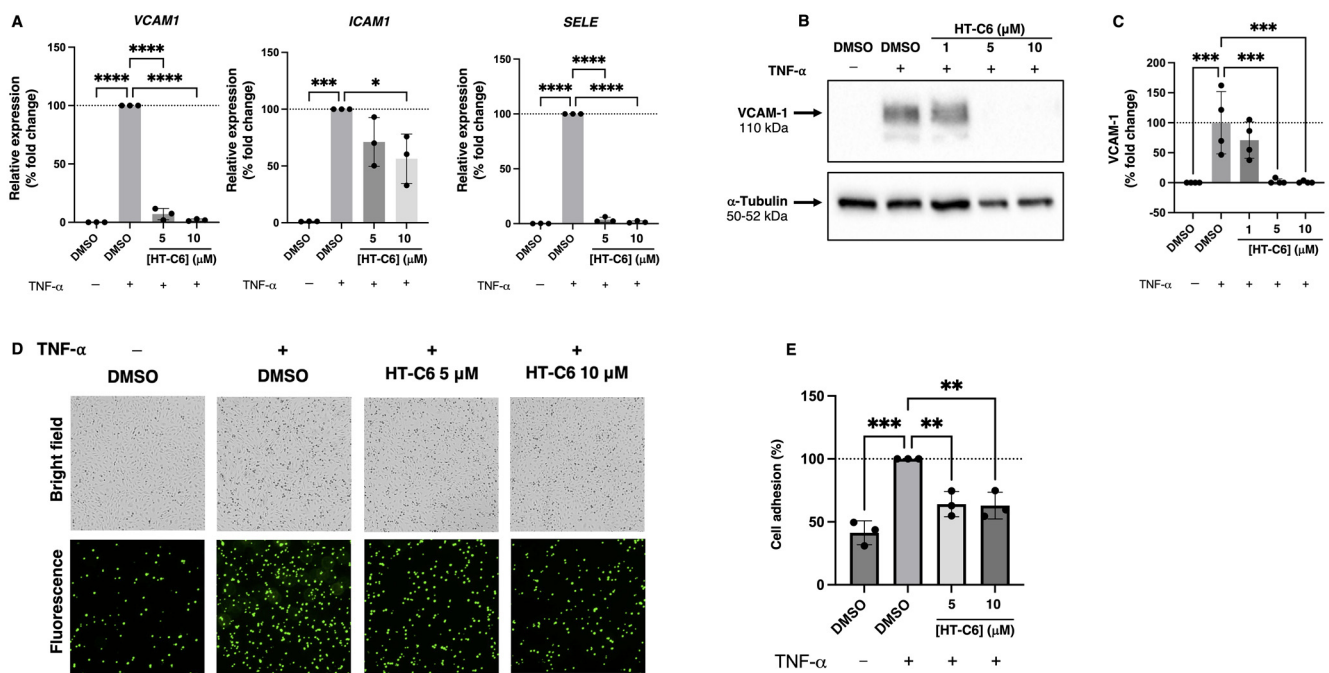 A
VCAM1
ICAM1
SELE
Relative expression
(% fold change)
150
100
50
0
****
****
****
DMSO
DMSO
5
10
[HT-C6] (μM)
TNF-α
–
+
+
+
Relative expression
(% fold change)
150
100
50
0
***
*
DMSO
DMSO
5
10
[HT-C6] (μM)
TNF-α
–
+
+
+
Relative expression
(% fold change)
150
100
50
0
****
****
****
DMSO
DMSO
5
10
[HT-C6] (μM)
TNF-α
–
+
+
+
B
HT-C6 (μM)
DMSO DMSO 1 5 10
TNF-α – + + + +
VCAM-1
110 kDa
α-Tubulin
50-52 kDa
C
VCAM-1
(% fold change)
200
150
100
50
0
-50
***
***
***
DMSO
DMSO
1
5
10
[HT-C6] (μM)
TNF-α
–
+
+
+
+
D
TNF-α – + + +
DMSO DMSO HT-C6 5 μM HT-C6 10 μM
Bright field
Fluorescence
E
Cell adhesion (%)
150
100
50
0
**
***
**
DMSO
DMSO
5
10
[HT-C6] (μM)
TNF-α
–
+
+
+